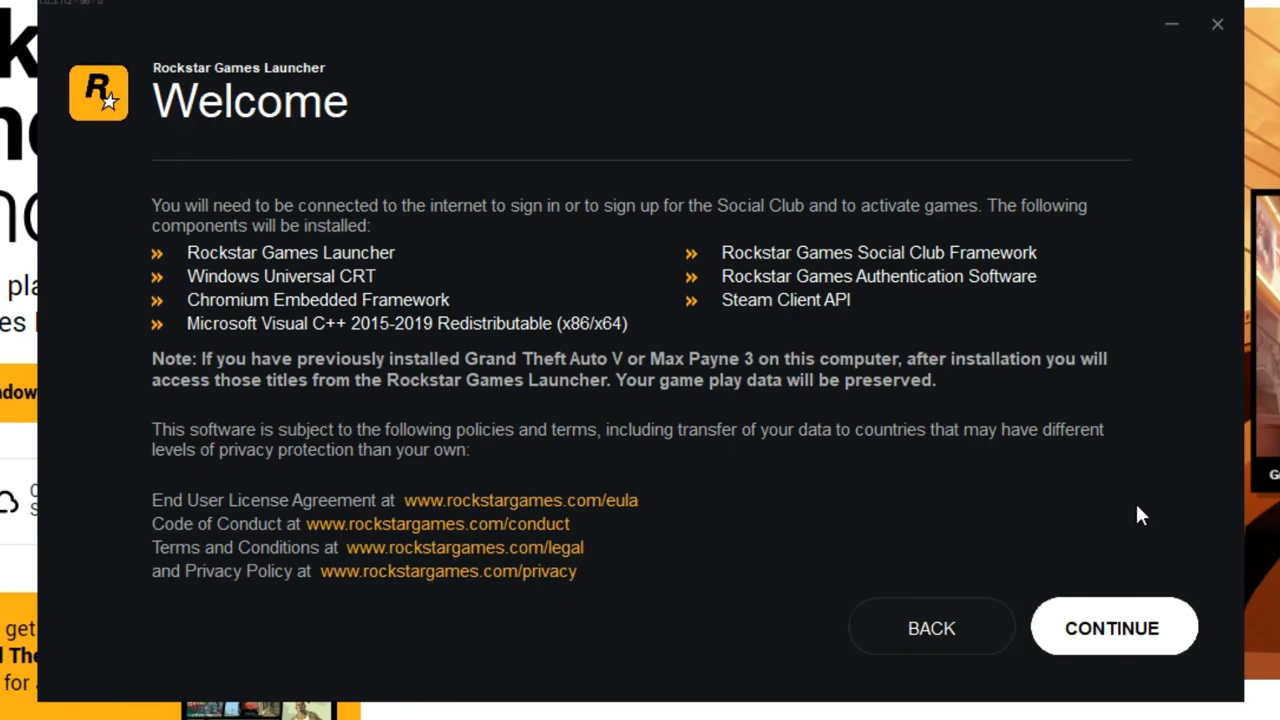 Rockstar Games Launcher
Welcome
You will need to be connected to the internet to sign in or to sign up for the Social Club and to activate games. The following
components will be installed:
» Rockstar Games Launcher
» Windows Universal CRT
» Chromium Embedded Framework
» Microsoft Visual C++ 2015-2019 Redistributable (x86/x64)
» Rockstar Games Social Club Framework
» Rockstar Games Authentication Software
» Steam Client API
Note: If you have previously installed Grand Theft Auto V or Max Payne 3 on this computer, after installation you will
access those titles from the Rockstar Games Launcher. Your game play data will be preserved.
This software is subject to the following policies and terms, including transfer of your data to countries that may have different
levels of privacy protection than your own:
End User License Agreement at www.rockstargames.com/eula
Code of Conduct at www.rockstargames.com/conduct
Terms and Conditions at www.rockstargames.com/legal
and Privacy Policy at www.rockstargames.com/privacy
BACK
CONTINUE
get
for